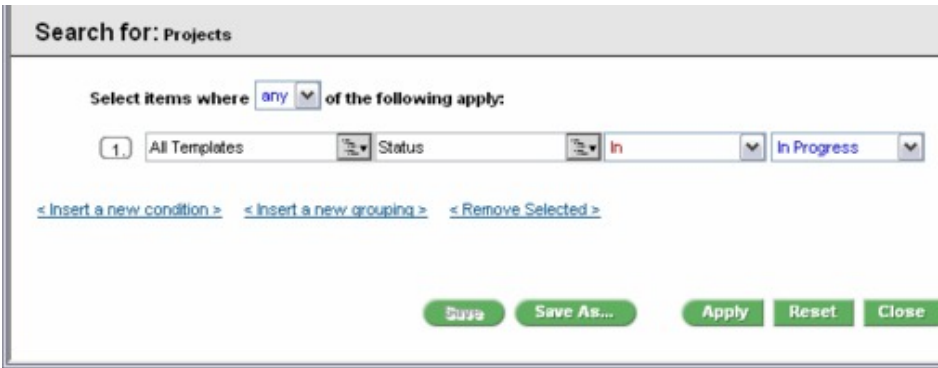 Search for: Projects
Select items where any of the following apply:
1. All Templates Status In In Progress
< Insert a new condition > < Insert a new grouping > < Remove Selected >
Save Save As... Apply Reset Close